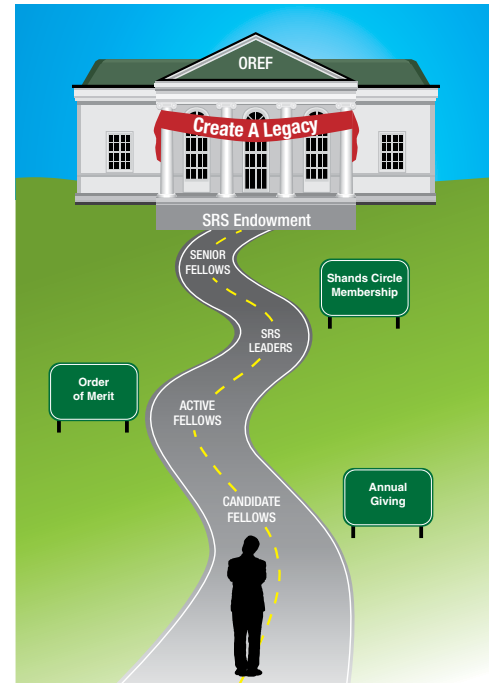 OREF
Create A Legacy
SRS Endowment
SENIOR
FELLOWS
Shands Circle
Membership
SRS
LEADERS
Order
of Merit
ACTIVE
FELLOWS
Annual
Giving
CANDIDATE
FELLOWS